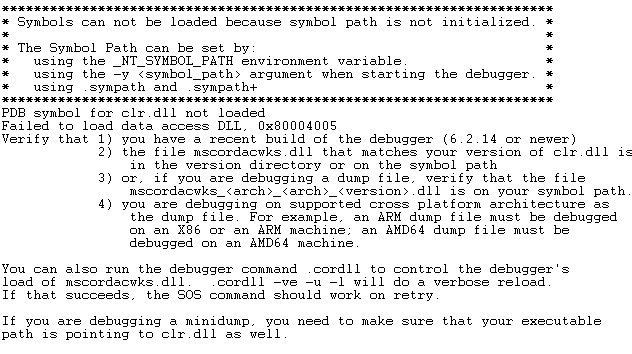 *********************************************************************
* Symbols can not be loaded because symbol path is not initialized. *
*                                                                   *
* The Symbol Path can be set by:                                    *
*   using the _NT_SYMBOL_PATH environment variable.                 *
*   using the -y <symbol_path> argument when starting the debugger. *
*   using .sympath and .sympath+                                    *
*********************************************************************
PDB symbol for clr.dll not loaded
Failed to load data access DLL, 0x80004005
Verify that 1) you have a recent build of the debugger (6.2.14 or newer)
            2) the file mscordacwks.dll that matches your version of clr.dll is
                in the version directory or on the symbol path
            3) or, if you are debugging a dump file, verify that the file
                mscordacwks_<arch>_<arch>_<version>.dll is on your symbol path.
            4) you are debugging on supported cross platform architecture as
                the dump file. For example, an ARM dump file must be debugged
                on an X86 or an ARM machine; an AMD64 dump file must be
                debugged on an AMD64 machine.

You can also run the debugger command .cordll to control the debugger's
load of mscordacwks.dll.  .cordll -ve -u -l will do a verbose reload.
If that succeeds, the SOS command should work on retry.

If you are debugging a minidump, you need to make sure that your executable
path is pointing to clr.dll as well.